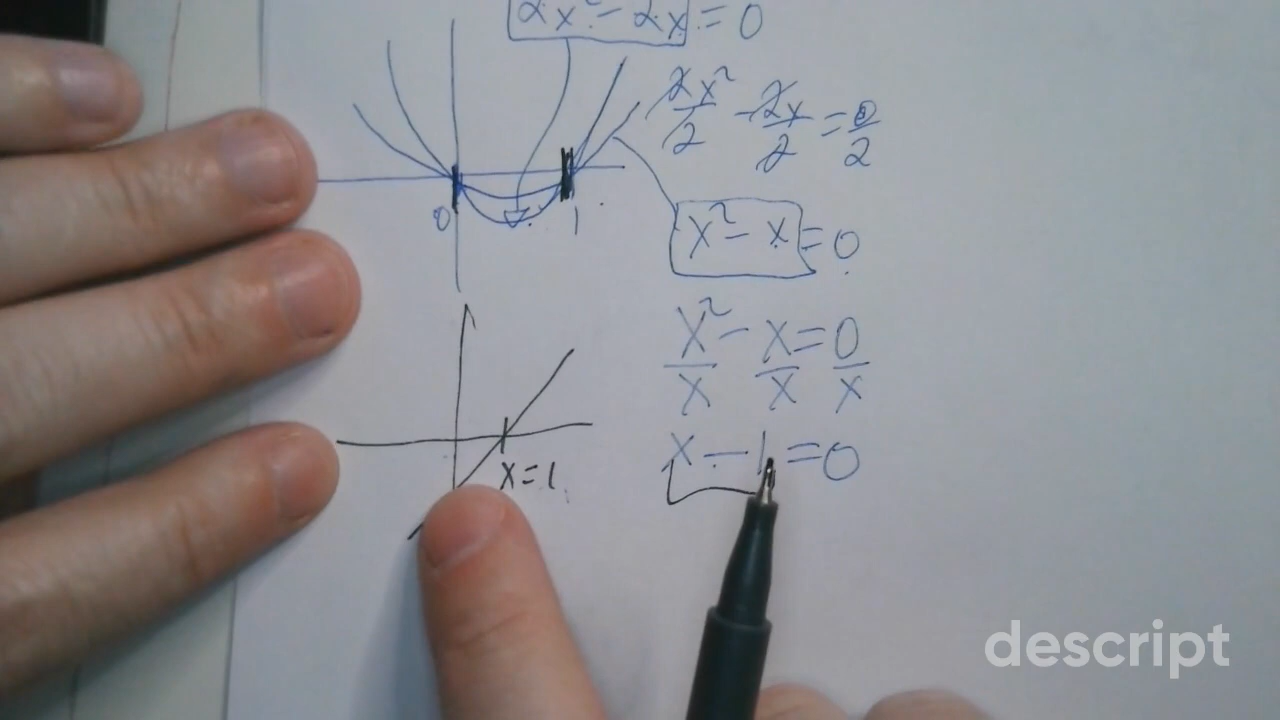 2x² - 2x = 0
2x²/2 - 2x/2 = 0/2
0 1
x² - x = 0
x²/x - x/x = 0/x
x - 1 = 0
x = 1
descript